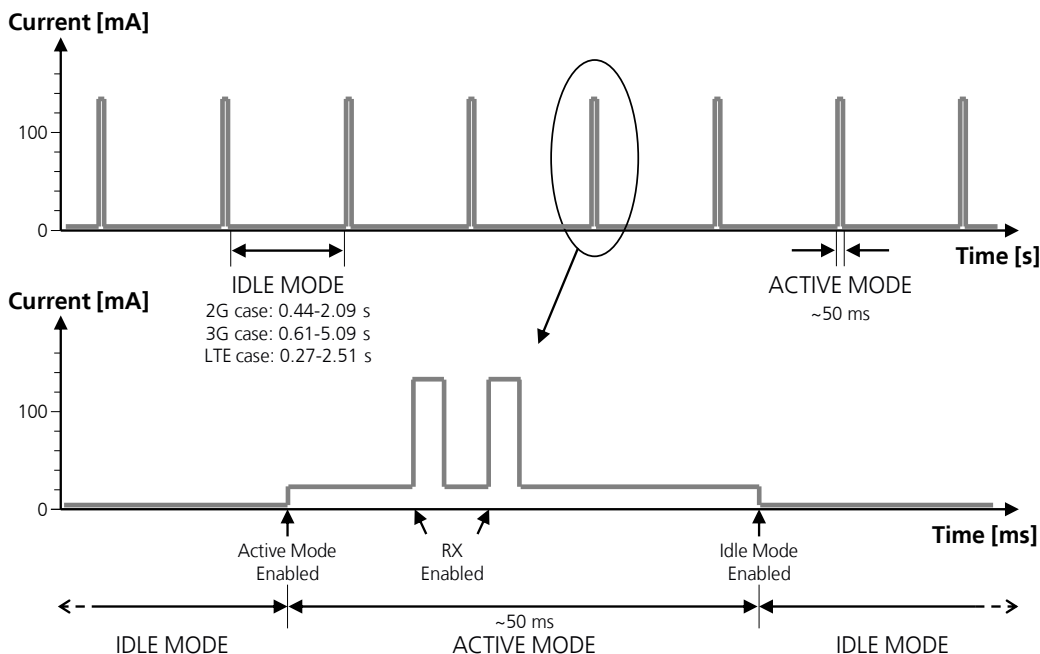 Current [mA]
100
0
Time [s]
IDLE MODE
2G case: 0.44-2.09 s
3G case: 0.61-5.09 s
LTE case: 0.27-2.51 s
ACTIVE MODE
~50 ms
Current [mA]
100
0
Time [ms]
Active Mode
Enabled
RX
Enabled
Idle Mode
Enabled
~50 ms
IDLE MODE
ACTIVE MODE
IDLE MODE